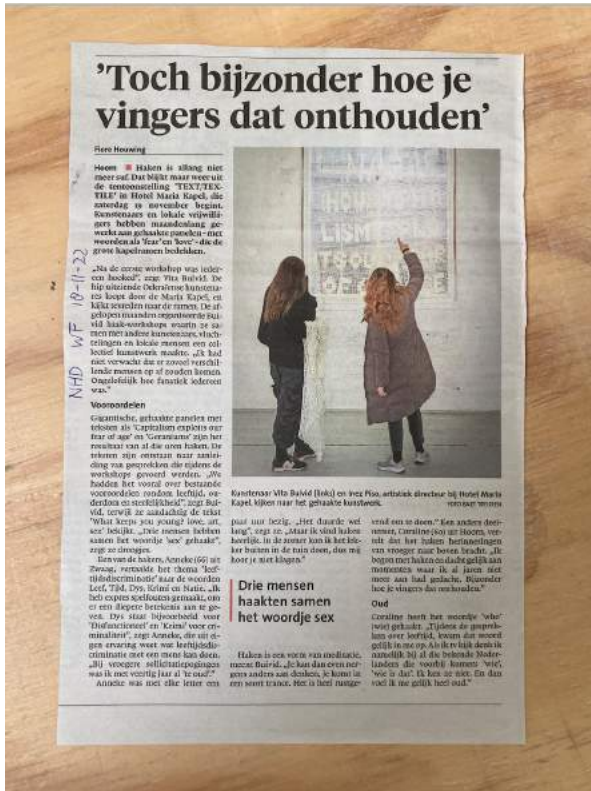 'Toch bijzonder hoe je
vingers dat onthouden'
Fiere Houwing
Hoorn ■ Haken is allang niet
meer suf. Dat blijkt maar weer uit
de tentoonstelling 'TEXT/TEX-
TILE' in Hotel Maria Kapel, die
zaterdag 19 november begint.
Kunstenaars en lokale vrijwilli-
gers hebben maandenlang ge-
werkt aan gehaakte panelen - met
woorden als 'fear' en 'love' - die de
grote kapelramen bedekken.
„Na de eerste workshop was ieder-
een hooked", zegt Vita Buivid. De
hip uitziende Oekraïense kunstena-
res loopt door de Maria Kapel, en
kijkt tevreden naar de panelen. De af-
gelopen maanden organiseerde Bui-
vid haak-workshops waarin ze sa-
men met andere kunstenaars, vluch-
telingen en lokale mensen een col-
lectief kunstwerk maakte. „Ik had
niet verwacht dat er zoveel verschil-
lende mensen op af zouden komen.
Ongelofelijk hoe fanatiek iedereen
was."
Vooroordelen
Gigantische, gehaakte panelen met
teksten als 'Capitalism exploits our
fear of age' en 'Geraniums' zijn het
resultaat van al die uren haken. De
teksten zijn ontstaan naar aanlei-
ding van gesprekken die tijdens de
workshops gevoerd werden. „We
hadden het vooral over bestaande
vooroordelen rondom leeftijd, ou-
derdom en sterfelijkheid", zegt Bui-
vid, terwijl ze aandachtig de tekst
'What keeps you young? love, art,
sex' bekijkt. „Drie mensen hebben
samen het woordje 'sex' gehaakt",
zegt ze droogjes.
Een van de hakers, Anneke (66) uit
Zwaag, vertaalde het thema 'leef-
tijdsdiscriminatie' naar de woorden
Leef, Tijd, Dys, Krimi en Natie. „Ik
heb expres spelfouten gemaakt, om
er een diepere betekenis aan te ge-
ven. Dys staat bijvoorbeeld voor
'Disfunctioneel' en 'Krimi' voor cri-
minaliteit", zegt Anneke, die uit ei-
gen ervaring weet wat leeftijdsdis-
criminatie met een mens kan doen.
„Bij vroegere sollicitatiepogingen
was ik met veertig jaar al 'te oud'."
Anneke was met elke letter een
Kunstenaar Vita Buivid (links) en Inez Piso, artistiek directeur bij Hotel Maria
Kapel, kijken naar het gehaakte kunstwerk.
paar uur bezig. „Het duurde wel
lang", zegt ze. „Maar ik vind haken
heerlijk. In de zomer kon ik het lek-
ker buiten in de tuin doen, dus mij
hoor je niet klagen."
Drie mensen
haakten samen
het woordje sex
Haken is een vorm van meditatie,
meent Buivid. „Je kan dan even ner-
gens anders aan denken, je komt in
een soort trance. Het is heel rustge-
vend om te doen." Een andere deel-
nemer, Coraline (60) uit Hoorn, ver-
telt dat het haken herinneringen
van vroeger naar boven bracht. „Ik
begon met haken en dacht gelijk aan
momenten waar ik al jaren niet
meer aan had gedacht. Bijzonder
hoe je vingers dat onthouden."
Oud
Coraline heeft het woordje 'who'
(wie) gehaakt. „Tijdens de gesprek-
ken over leeftijd, kwam dat woord
gelijk in me op. Als ik tv kijk denk ik
namelijk bij al die bekende Neder-
landers die voorbij komen 'wie',
'wie is dat'. Ik ken ze niet. En dan
voel ik me gelijk heel oud."
NHD WF 18-11-22